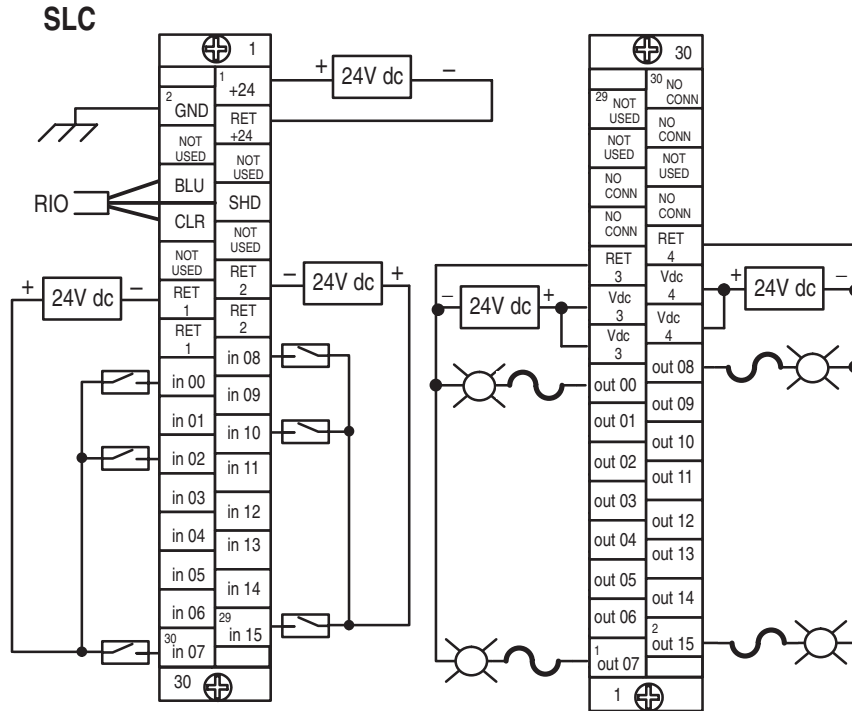 SLC
1
1
+24
+ 24V dc –
2
GND
RET
+24
NOT
USED
NOT
USED
BLU
SHD
RIO
CLR
NOT
USED
NOT
USED
RET
2
– 24V dc +
+ 24V dc –
RET
1
RET
2
RET
1
in 08
in 00
in 09
in 01
in 10
in 02
in 11
in 03
in 12
in 04
in 13
in 05
in 14
in 06
29
in 15
30
in 07
30
30
30
NO
CONN
29
NOT
USED
NO
CONN
NOT
USED
NOT
USED
NO
CONN
NO
CONN
NO
CONN
RET
4
RET
3
Vdc
4
+ 24V dc –
– 24V dc +
Vdc
3
Vdc
4
Vdc
3
out 08
out 00
out 09
out 01
out 10
out 02
out 11
out 03
out 12
out 04
out 13
out 05
out 14
out 06
2
out 15
1
out 07
1